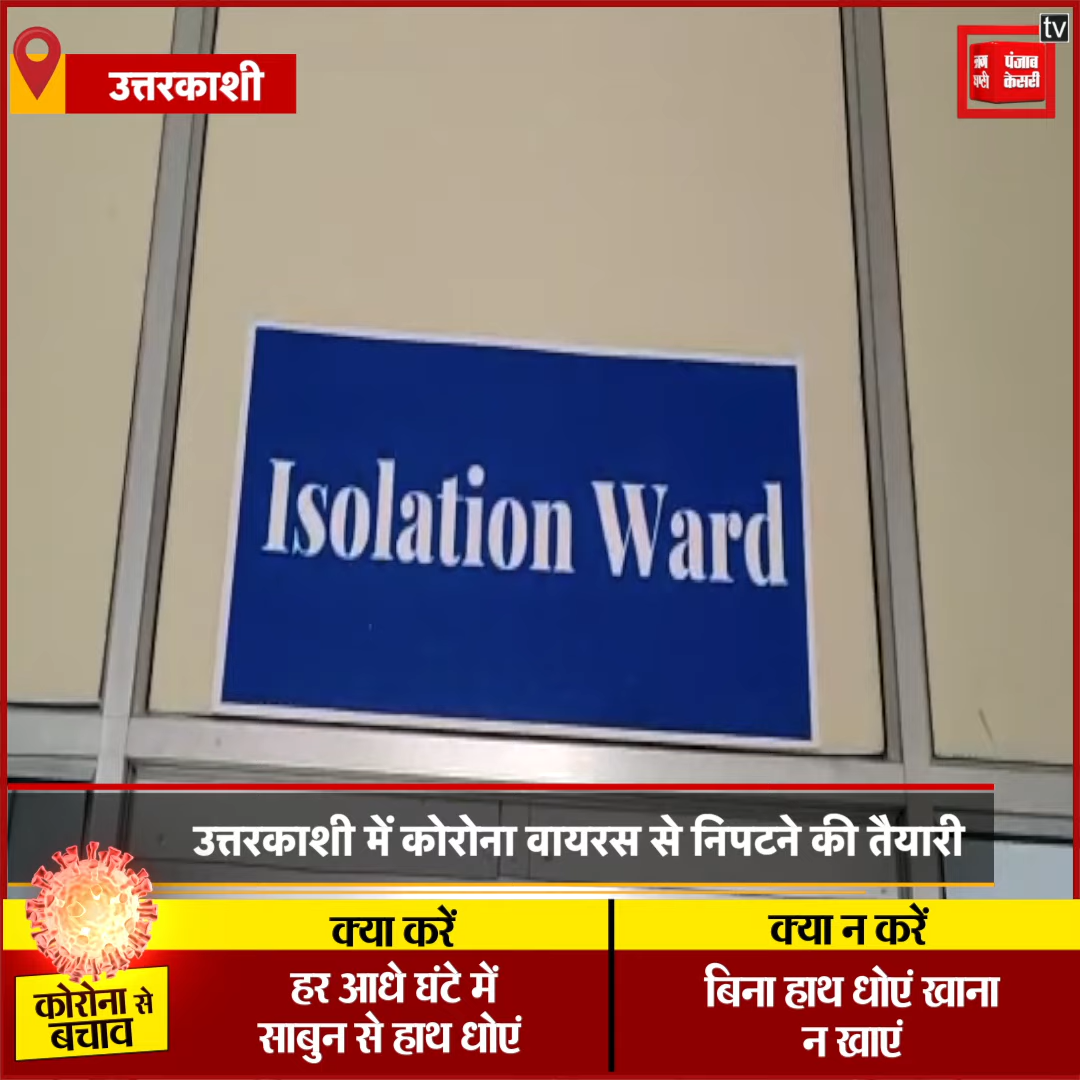 उत्तरकाशी
tv
पंजाब
केसरी
Isolation Ward
उत्तरकाशी में कोरोना वायरस से निपटने की तैयारी
क्या करें
क्या न करें
कोरोना से
बचाव
हर आधे घंटे में
साबुन से हाथ धोएं
बिना हाथ धोएं खाना
न खाएं